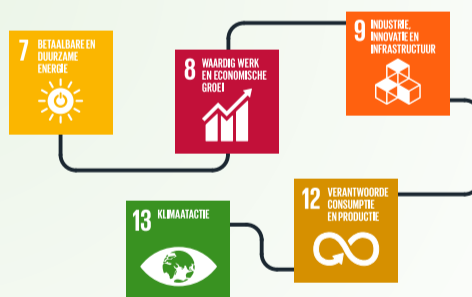 7 BETAALBARE EN
DUURZAME
ENERGIE
8 WAARDIG WERK
EN ECONOMISCHE
GROEI
9 INDUSTRIE,
INNOVATIE EN
INFRASTRUCTUUR
12 VERANTWOORDE
CONSUMPTIE
EN PRODUCTIE
13 KLIMAATACTIE